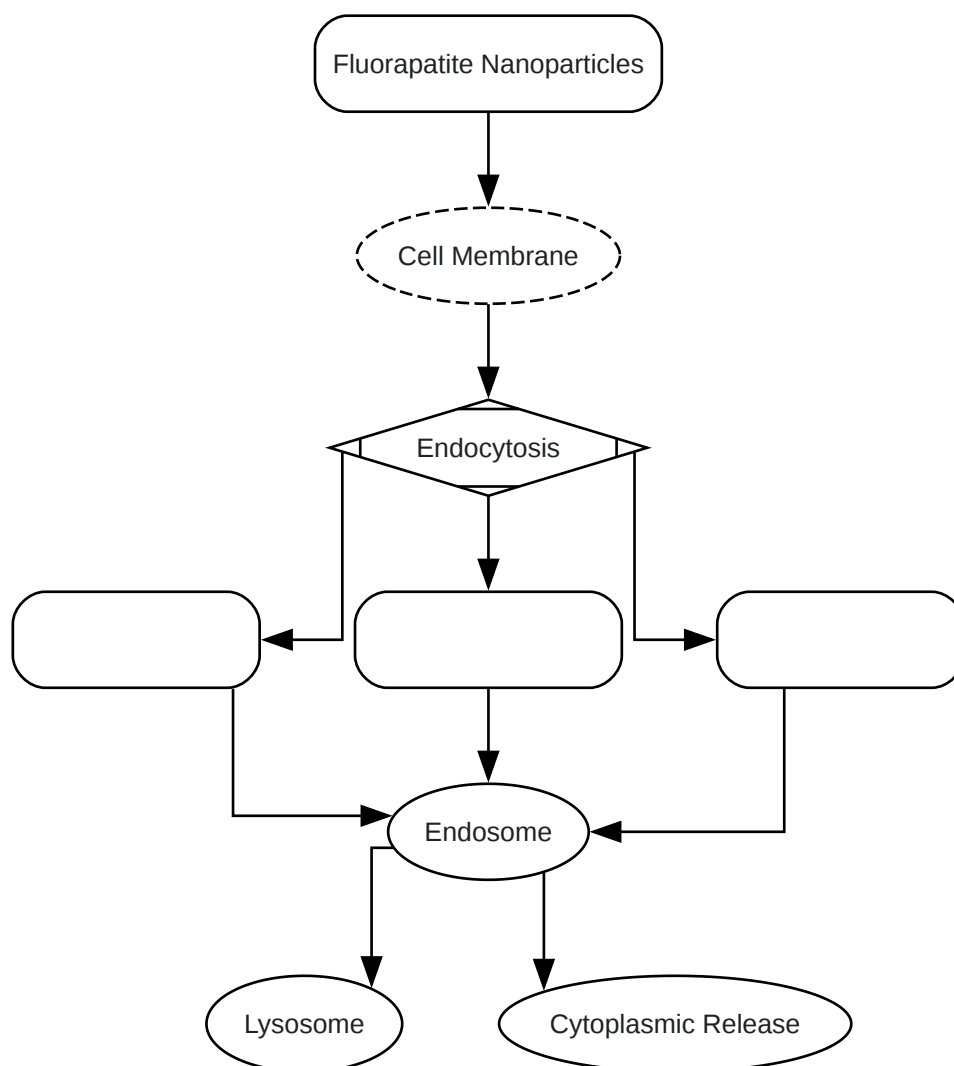 Fluorapatite Nanoparticles
Cell Membrane
Endocytosis
Endosome
Lysosome
Cytoplasmic Release